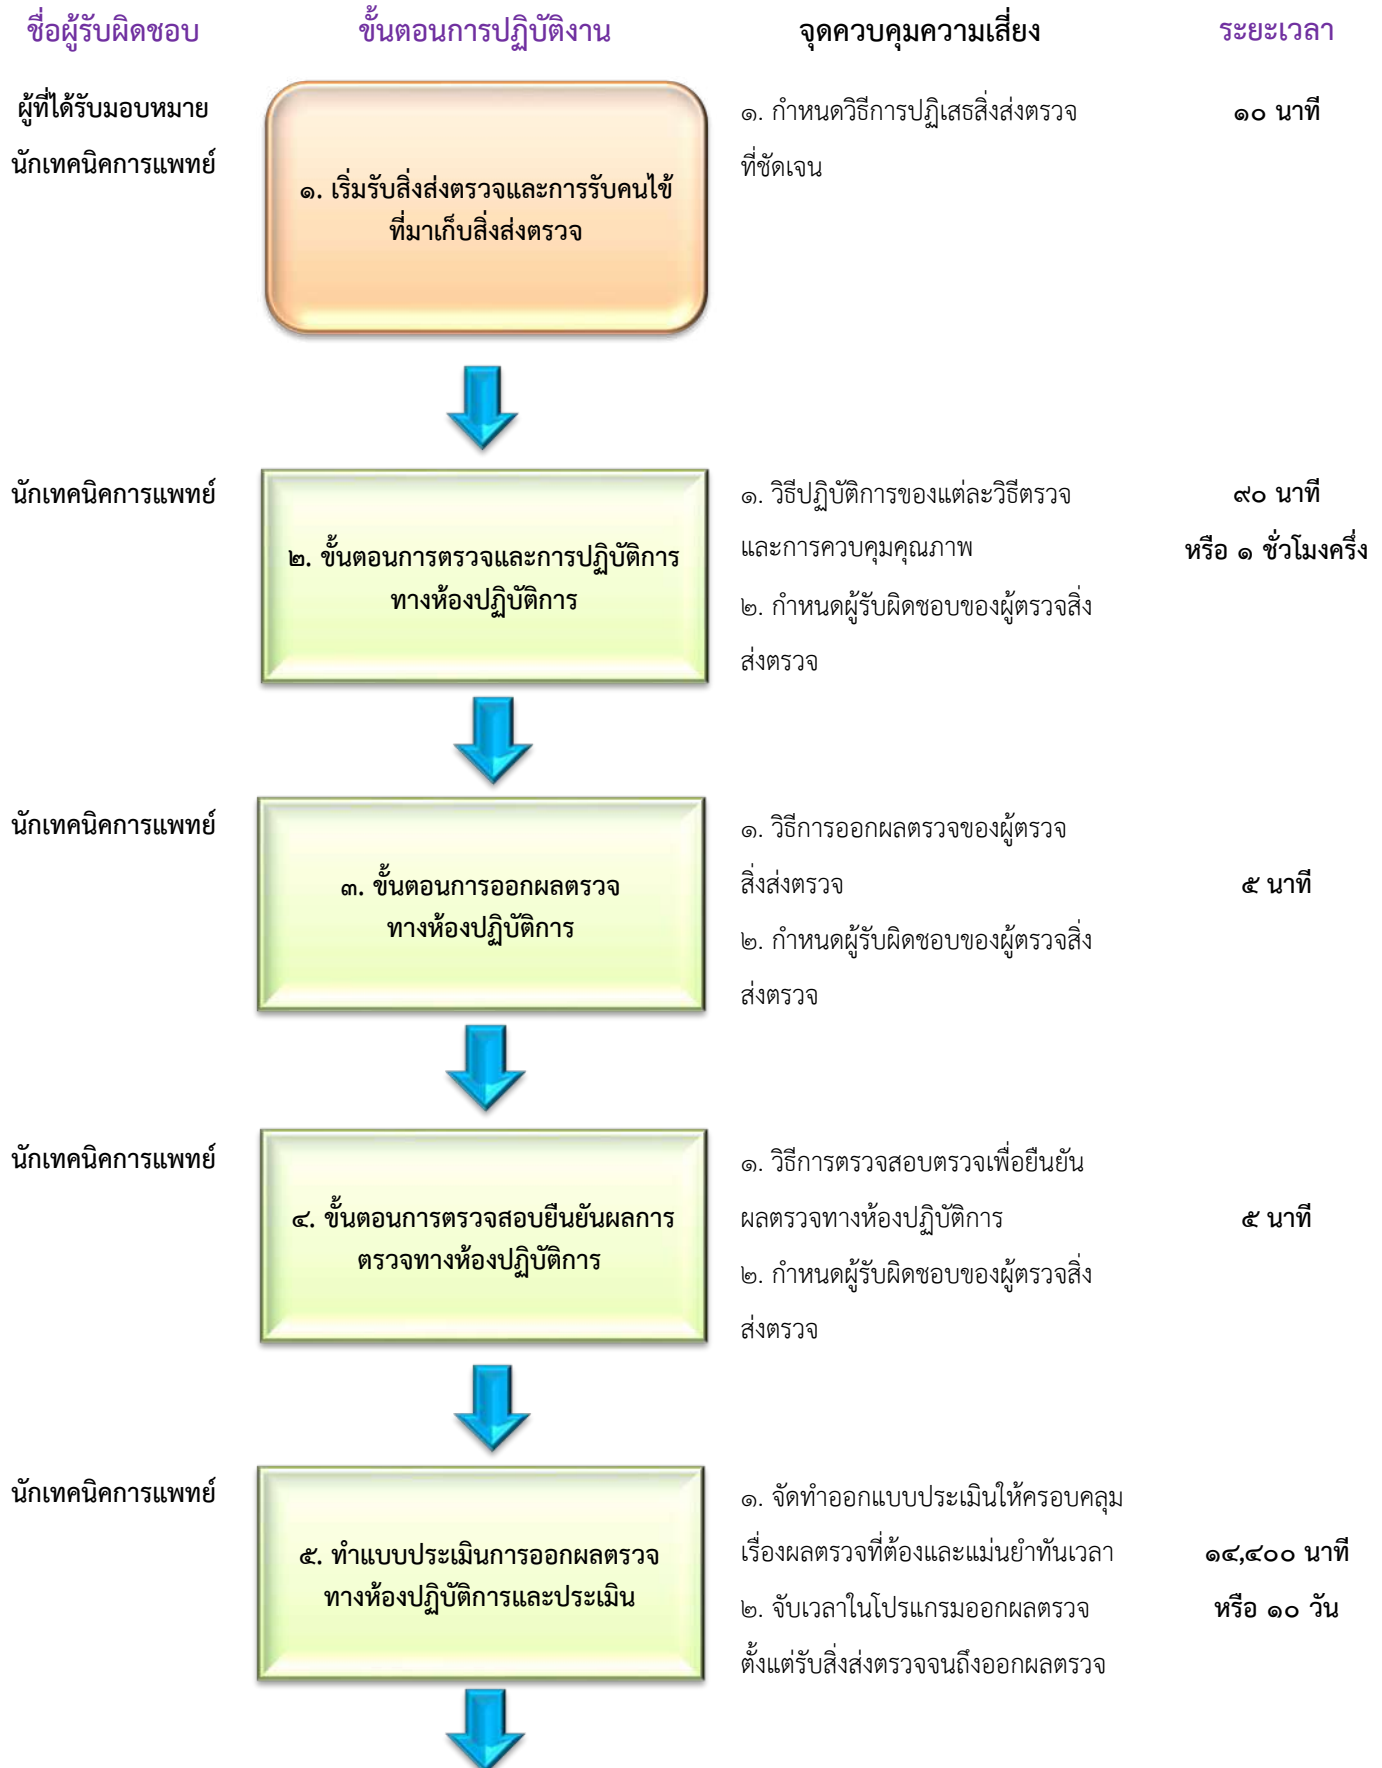 ชื่อผู้รับผิดชอบ
ขั้นตอนการปฏิบัติงาน
จุดควบคุมความเสี่ยง
ระยะเวลา
ผู้ที่ได้รับมอบหมาย
นักเทคนิคการแพทย์
๑. เริ่มรับสิ่งส่งตรวจและการรับคนไข้
ที่มาเก็บสิ่งส่งตรวจ
๑. กำหนดวิธีการปฏิเสธสิ่งส่งตรวจ
ที่ชัดเจน
๑๐ นาที
นักเทคนิคการแพทย์
๒. ขั้นตอนการตรวจและการปฏิบัติการ
ทางห้องปฏิบัติการ
๑. วิธีปฏิบัติการของแต่ละวิธีตรวจ
และการควบคุมคุณภาพ
๒. กำหนดผู้รับผิดชอบของผู้ตรวจสิ่ง
ส่งตรวจ
๙๐ นาที
หรือ ๑ ชั่วโมงครึ่ง
นักเทคนิคการแพทย์
๓. ขั้นตอนการออกผลตรวจ
ทางห้องปฏิบัติการ
๑. วิธีการออกผลตรวจของผู้ตรวจ
สิ่งส่งตรวจ
๒. กำหนดผู้รับผิดชอบของผู้ตรวจสิ่ง
ส่งตรวจ
๕ นาที
นักเทคนิคการแพทย์
๔. ขั้นตอนการตรวจสอบยืนยันผลการ
ตรวจทางห้องปฏิบัติการ
๑. วิธีการตรวจสอบตรวจเพื่อยืนยัน
ผลตรวจทางห้องปฏิบัติการ
๒. กำหนดผู้รับผิดชอบของผู้ตรวจสิ่ง
ส่งตรวจ
๕ นาที
นักเทคนิคการแพทย์
๕. ทำแบบประเมินการออกผลตรวจ
ทางห้องปฏิบัติการและประเมิน
๑. จัดทำออกแบบประเมินให้ครอบคลุม
เรื่องผลตรวจที่ต้องและแม่นยำทันเวลา
๒. จับเวลาในโปรแกรมออกผลตรวจ
ตั้งแต่รับสิ่งส่งตรวจจนถึงออกผลตรวจ
๑๔,๔๐๐ นาที
หรือ ๑๐ วัน